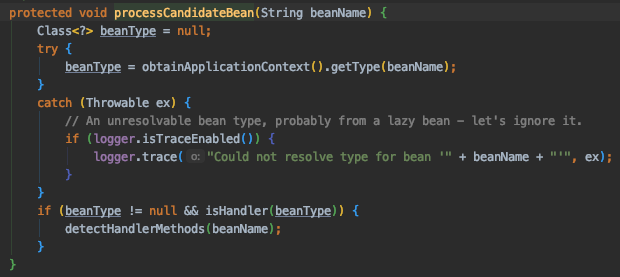 protected void processCandidateBean(String beanName) {
    Class<?> beanType = null;
    try {
        beanType = obtainApplicationContext().getType(beanName);
    }
    catch (Throwable ex) {
        // An unresolvable bean type, probably from a lazy bean - let's ignore it.
        if (logger.isTraceEnabled()) {
            logger.trace( o: "Could not resolve type for bean '" + beanName + "'", ex);
        }
    }
    if (beanType != null && isHandler(beanType)) {
        detectHandlerMethods(beanName);
    }
}